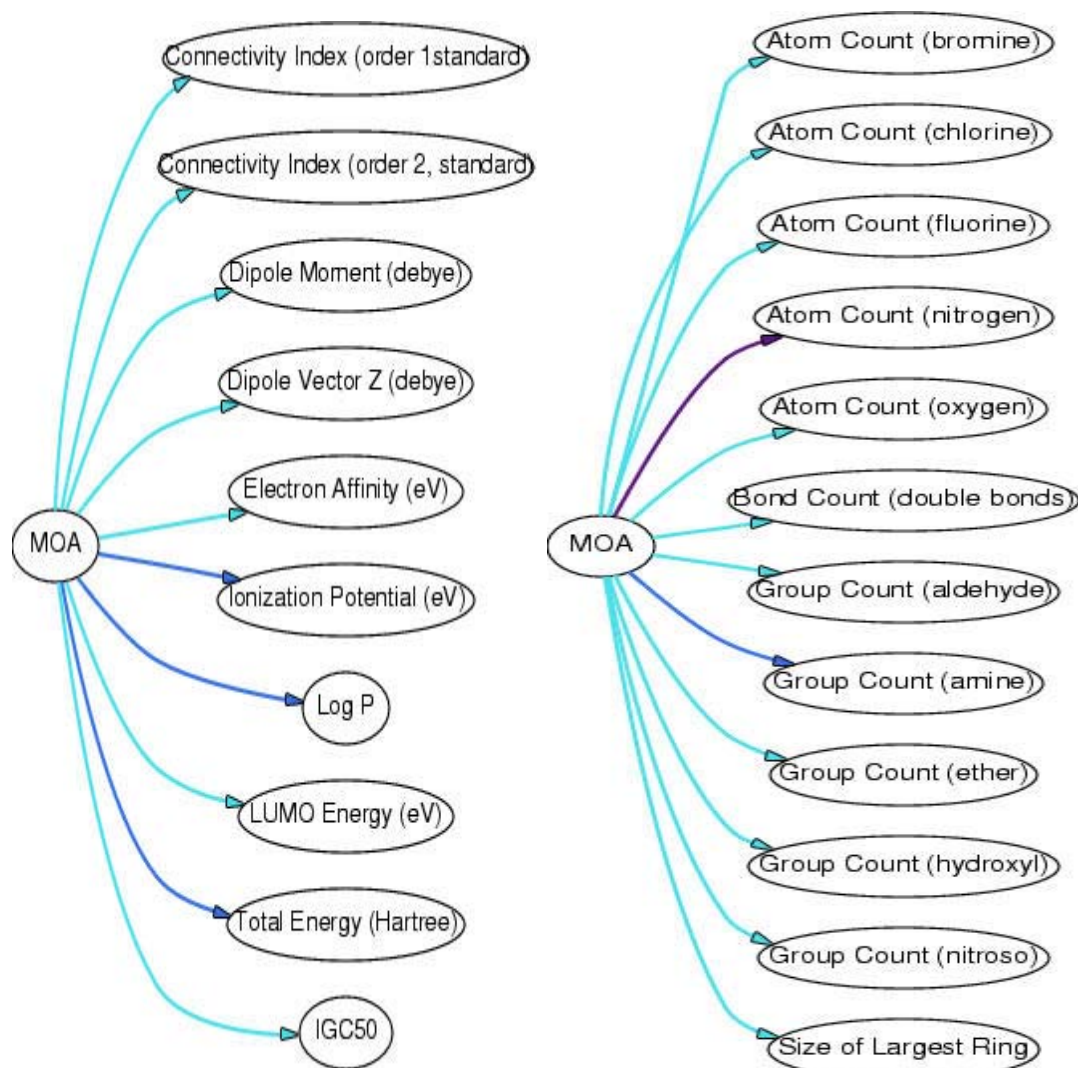 Connectivity Index (order 1standard)
Connectivity Index (order 2, standard)
Dipole Moment (debye)
Dipole Vector Z (debye)
Electron Affinity (eV)
MOA
Ionization Potential (eV)
Log P
LUMO Energy (eV)
Total Energy (Hartree)
IGC50
Atom Count (bromine)
Atom Count (chlorine)
Atom Count (fluorine)
Atom Count (nitrogen)
Atom Count (oxygen)
Bond Count (double bonds)
MOA
Group Count (aldehyde)
Group Count (amine)
Group Count (ether)
Group Count (hydroxyl)
Group Count (nitroso)
Size of Largest Ring